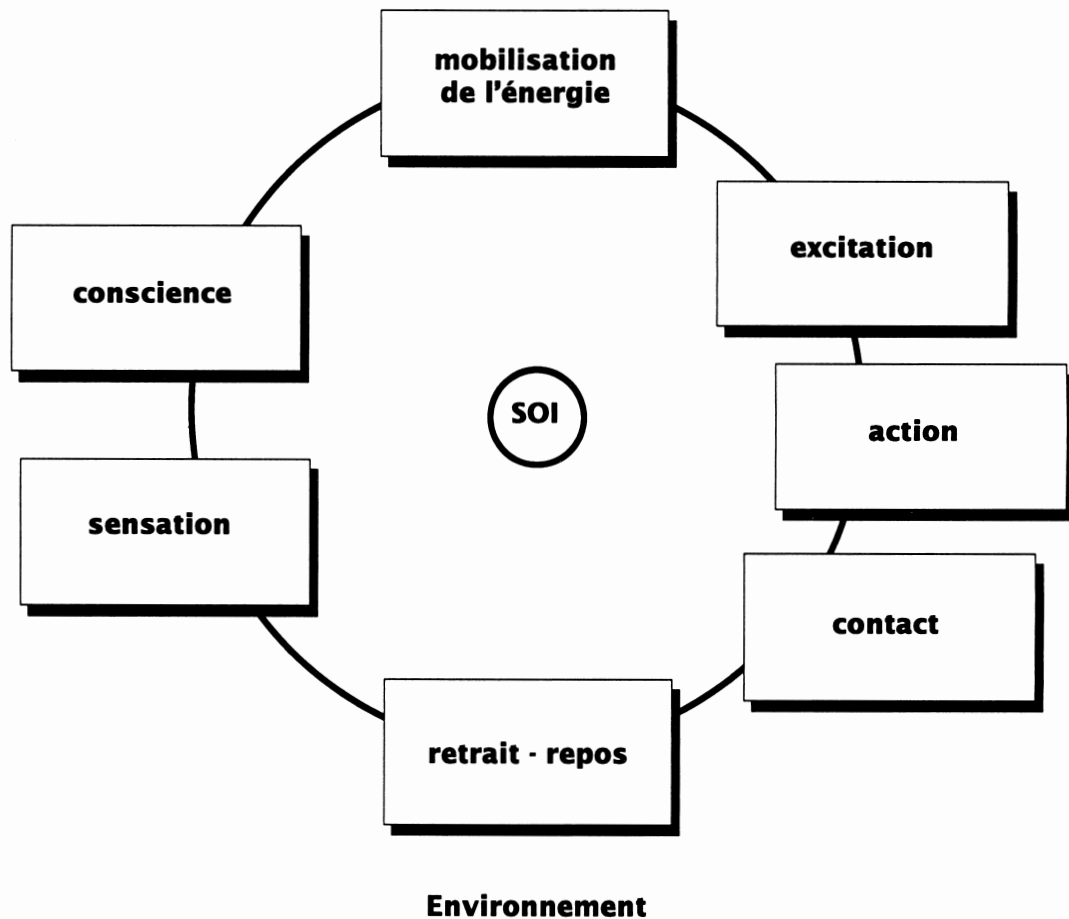 mobilisation
de l'énergie
excitation
conscience
SOI
action
sensation
contact
retrait - repos
Environnement